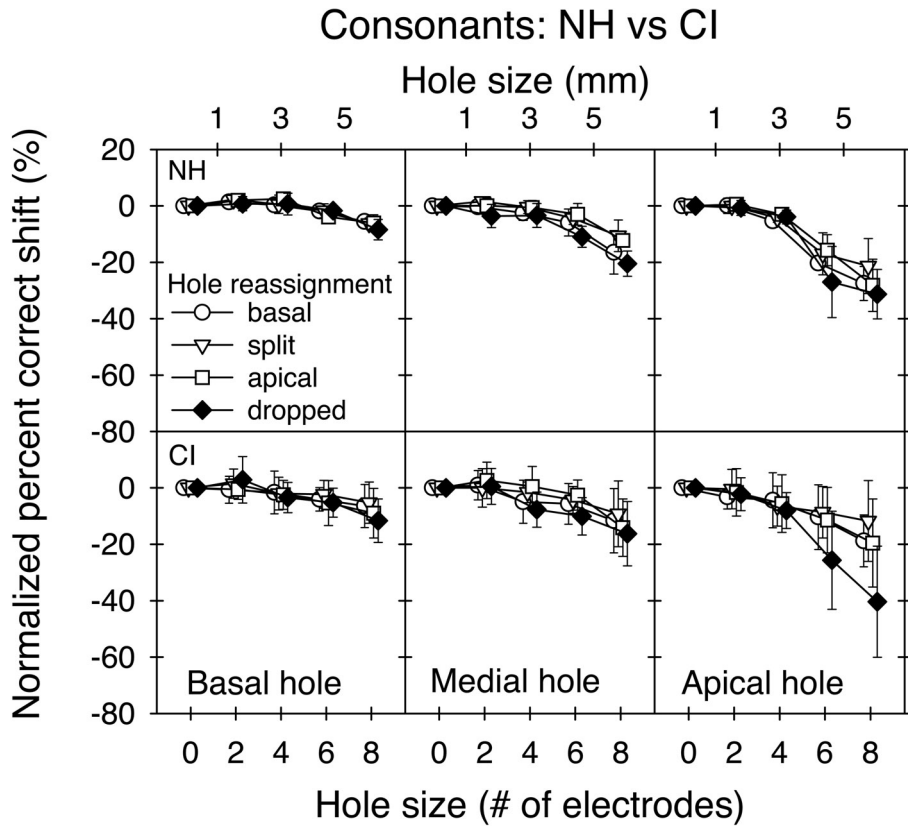 Consonants: NH vs CI
Hole size (mm)
1 3 5 1 3 5 1 3 5
Normalized percent correct shift (%)
20
0
-20
-40
-60
-80
NH
Hole reassignment
basal
split
apical
dropped
0
-20
-40
-60
-80
CI
Basal hole
Medial hole
Apical hole
0 2 4 6 8 0 2 4 6 8 0 2 4 6 8
Hole size (# of electrodes)